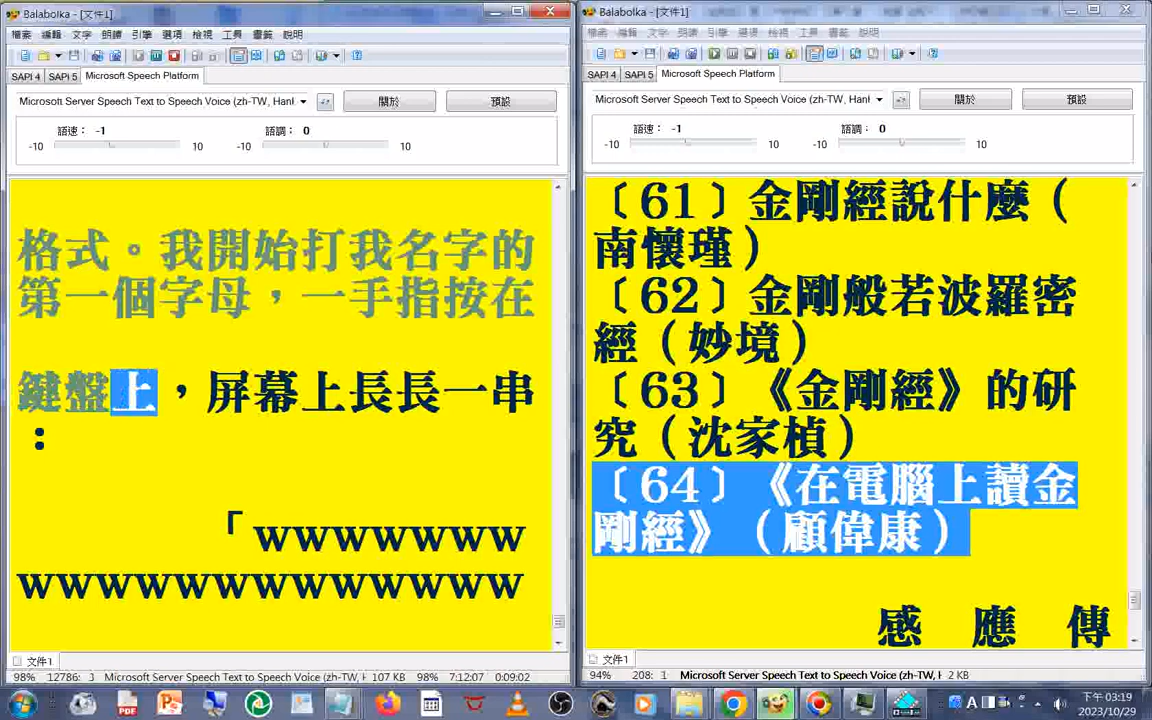 Balabolka - [文件1]
檔案 編輯 文字 朗讀 引擎 選項 檢視 工具 書籤 說明
SAPI 4 SAPI 5 Microsoft Speech Platform
Microsoft Server Speech Text to Speech Voice (zh-TW, Hanl
關於 預設
語速： -1 語調： 0
-10 10 -10 10
格式。我開始打我名字的
第一個字母，一手指按在
鍵盤上，屏幕上長長一串
：
「wwwwwww
wwwwwwwwwwwww
文件1
98% 12786: Microsoft Server Speech Text to Speech Voice (zh-TW, 107 KB 7:12:07 0:09:02
Balabolka - [文件1]
檔案 編輯 文字 朗讀 引擎 選項 檢視 工具 書籤 說明
SAPI 4 SAPI 5 Microsoft Speech Platform
Microsoft Server Speech Text to Speech Voice (zh-TW, Hanl
關於 預設
語速： -1 語調： 0
-10 10 -10 10
〔61〕金剛經說什麼（
南懷瑾）
〔62〕金剛般若波羅密
經（妙境）
〔63〕《金剛經》的研
究（沈家楨）
〔64〕《在電腦上讀金
剛經》（顧偉康）
感 應 傳
文件1
94% 208: 1 Microsoft Server Speech Text to Speech Voice (zh-TW, Hanl 2 KB
PDF
A
下午 03:19
2023/10/29